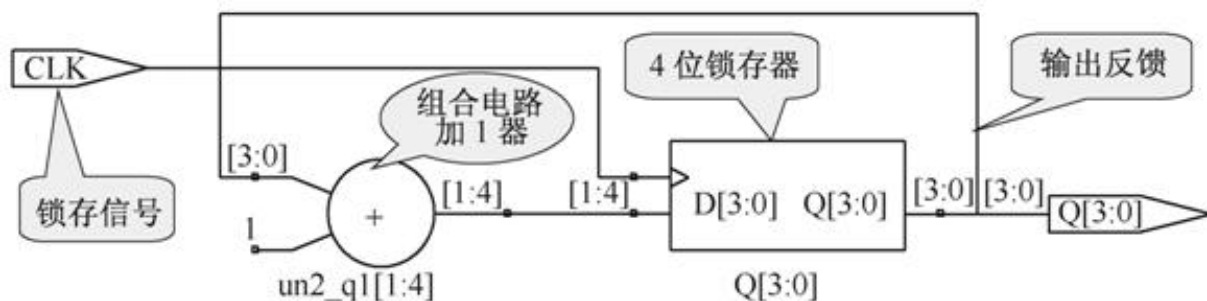 CLK
锁存信号
[3:0]
1
组合电路
加1器
+
un2_q1[1:4]
[1:4]
[1:4]
4位锁存器
D[3:0] Q[3:0]
Q[3:0]
[3:0]
[3:0]
输出反馈
Q[3:0]